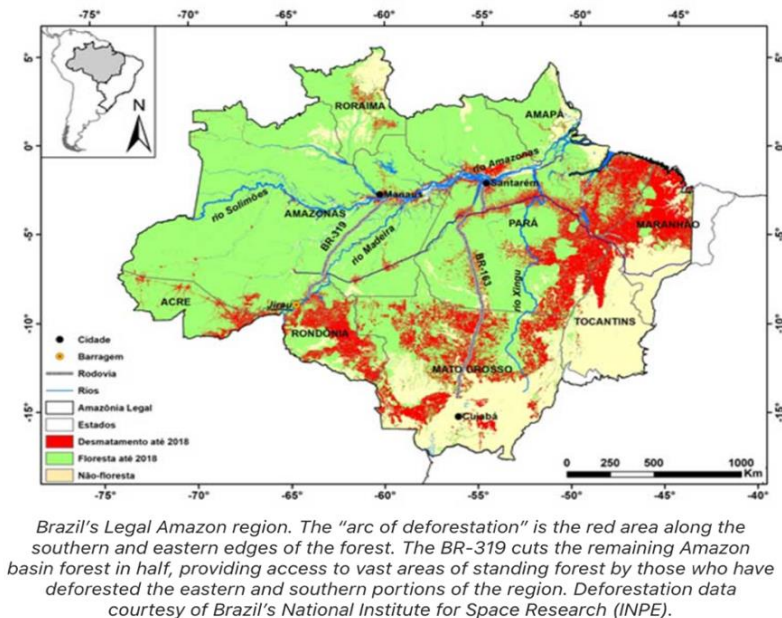 -75° -70° -65° -60° -55° -50° -45° -40°
5°
0°
-5°
-10°
-15°
5°
0°
-5°
-10°
-15°
N
RORAIMA
AMAPÁ
rio Amazonas
Manaus
Santarém
rio Solimões
AMAZONAS
PARÁ
MARANHÃO
BR-319
rio Madeira
BR-163
rio Xingu
ACRE
Jirau
RONDÔNIA
TOCANTINS
MATO GROSSO
Cuiabá
Cidade
Barragem
Rodovia
Rios
Amazônia Legal
Estados
Desmatamento até 2018
Floresta até 2018
Não-floresta
0 250 500 1000
Km
-75° -70° -65° -60° -55° -50° -45° -40°
Brazil’s Legal Amazon region. The “arc of deforestation” is the red area along the
southern and eastern edges of the forest. The BR-319 cuts the remaining Amazon
basin forest in half, providing access to vast areas of standing forest by those who have
deforested the eastern and southern portions of the region. Deforestation data
courtesy of Brazil’s National Institute for Space Research (INPE).